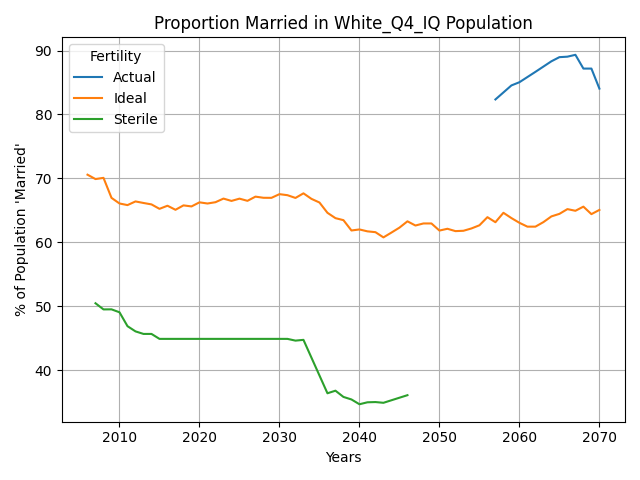 Proportion Married in White_Q4_IQ Population
Fertility
Actual
Ideal
Sterile
% of Population 'Married'
90
80
70
60
50
40
2010 2020 2030 2040 2050 2060 2070
Years